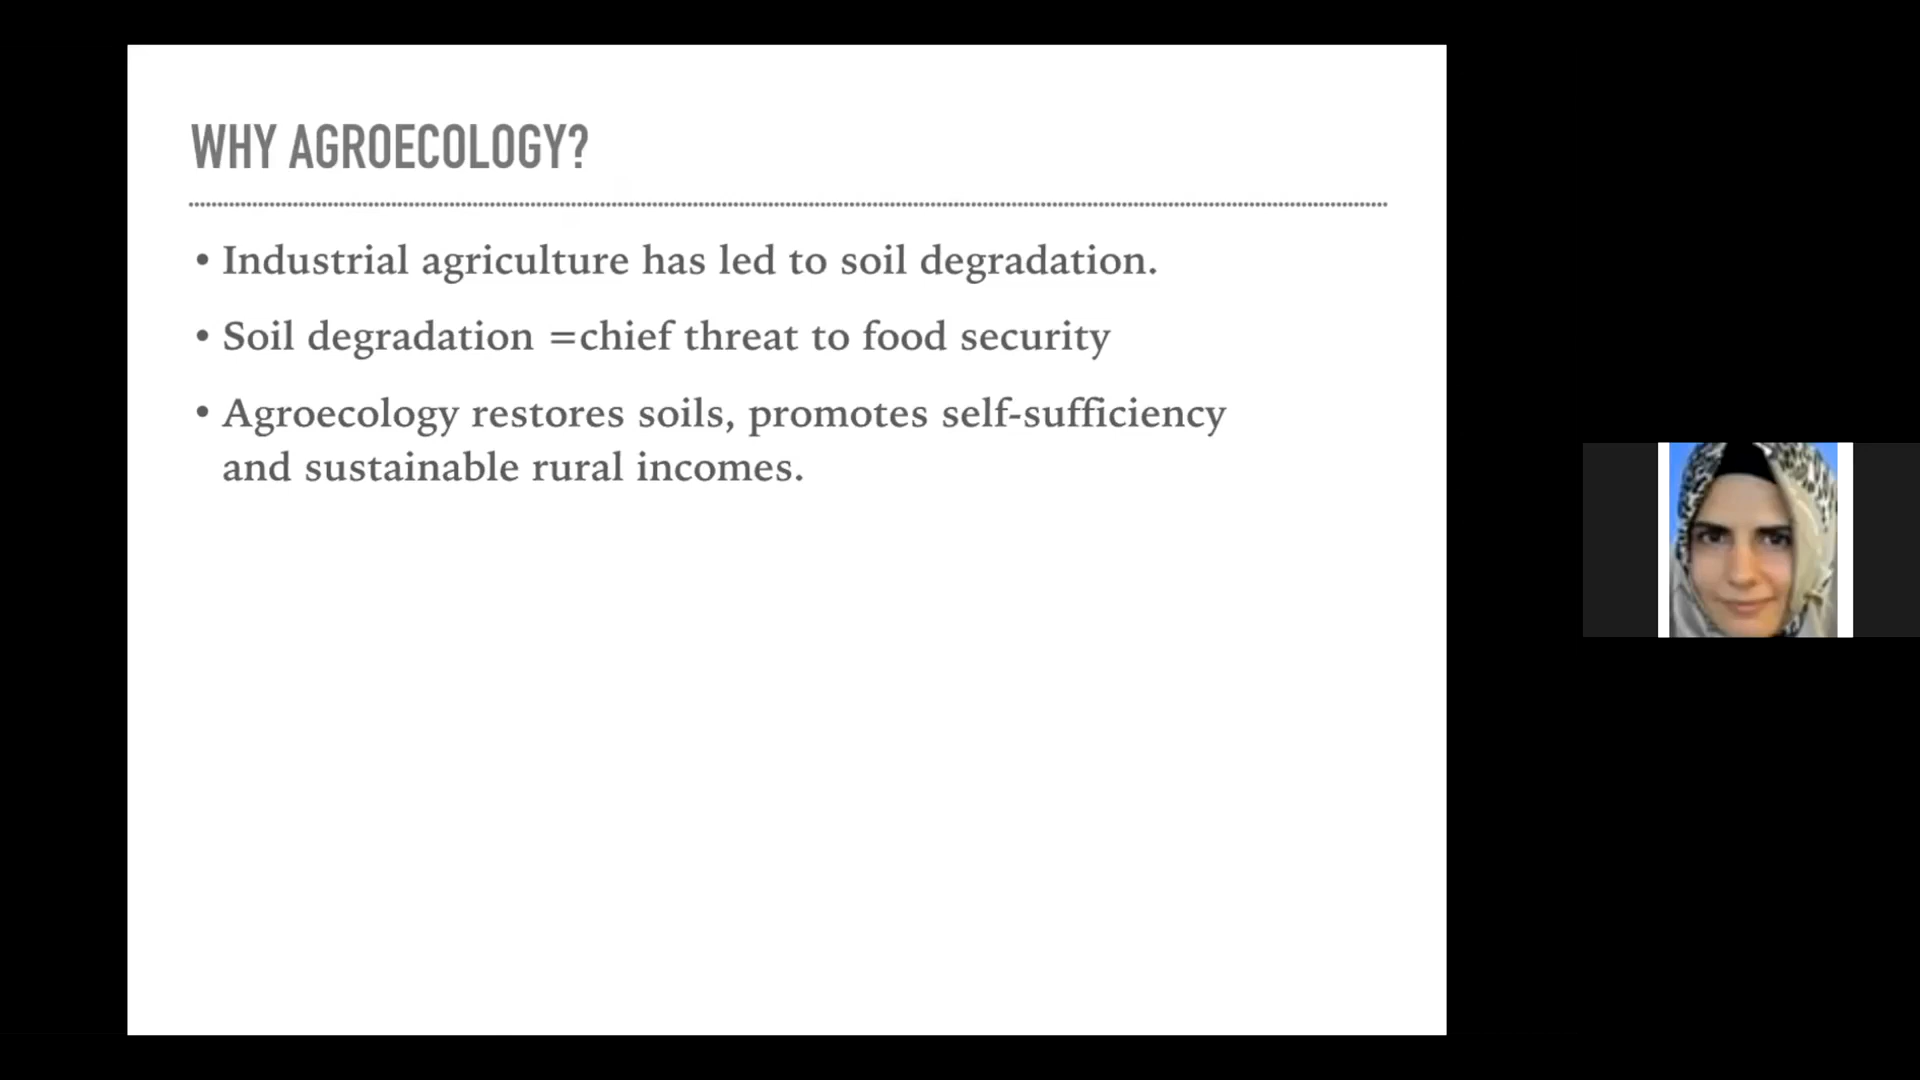 WHY AGROECOLOGY?
• Industrial agriculture has led to soil degradation.
• Soil degradation =chief threat to food security
• Agroecology restores soils, promotes self-sufficiency
and sustainable rural incomes.